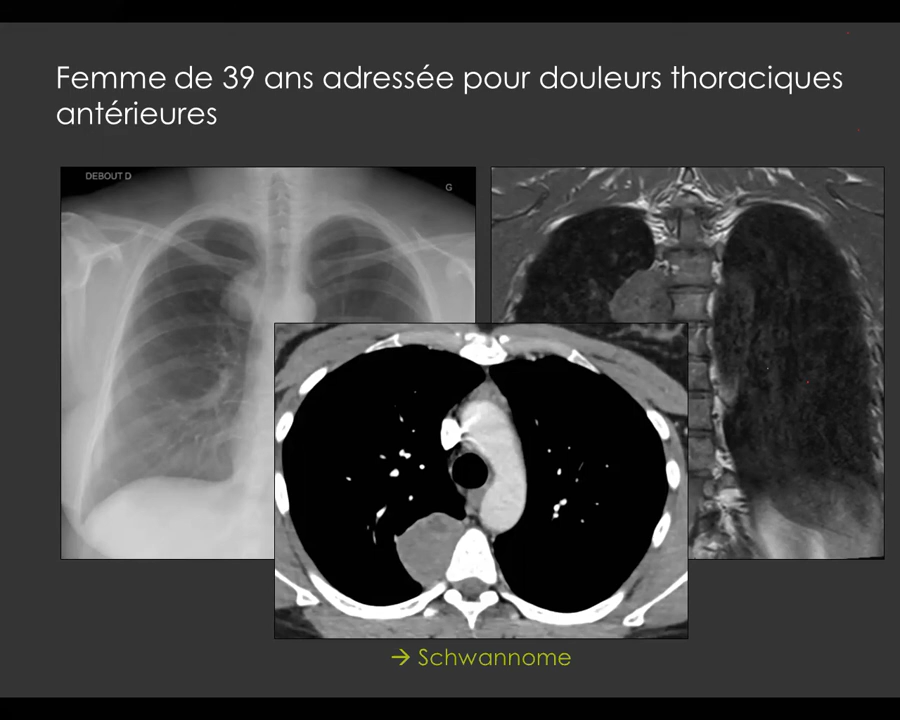 Femme de 39 ans adressée pour douleurs thoraciques
antérieures
DEBOUT D
G
→ Schwannome